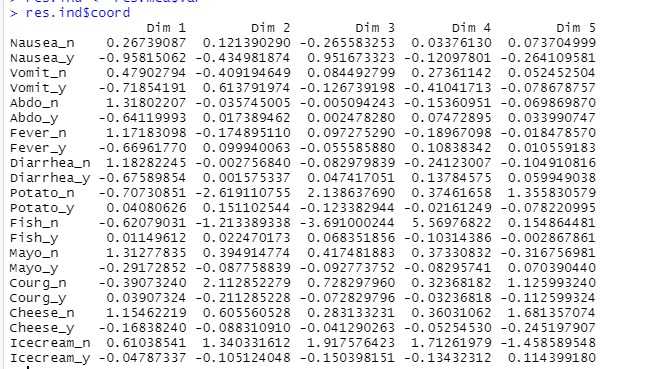 > res.ind$coord
Dim 1 Dim 2 Dim 3 Dim 4 Dim 5
Nausea_n 0.26739087 0.121390290 -0.265583253 0.03376130 0.073704999
Nausea_y -0.95815062 -0.434981874 0.951673323 -0.12097801 -0.264109581
Vomit_n 0.47902794 -0.409194649 0.084492799 0.27361142 0.052452504
Vomit_y -0.71854191 0.613791974 -0.126739198 -0.41041713 -0.078678757
Abdo_n 1.31802207 -0.035745005 -0.005094243 -0.15360951 -0.069869870
Abdo_y -0.64119993 0.017389462 0.002478280 0.07472895 0.033990747
Fever_n 1.17183098 -0.174895110 0.097275290 -0.18967098 -0.018478570
Fever_y -0.66961770 0.099940063 -0.055585880 0.10838342 0.010559183
Diarrhea_n 1.18282245 -0.002756840 -0.082979839 -0.24123007 -0.104910816
Diarrhea_y -0.67589854 0.001575337 0.047417051 0.13784575 0.059949038
Potato_n -0.70730851 -2.619110755 2.138637690 0.37461658 1.355830579
Potato_y 0.04080626 0.151102544 -0.123382944 -0.02161249 -0.078220995
Fish_n -0.62079031 -1.213389338 -3.691000244 5.56976822 0.154864481
Fish_y 0.01149612 0.022470173 0.068351856 -0.10314386 -0.002867861
Mayo_n 1.31277835 0.394914774 0.417481883 0.37330832 -0.316756981
Mayo_y -0.29172852 -0.087758839 -0.092773752 -0.08295741 0.070390440
Courg_n -0.39073240 2.112852279 0.728297960 0.32368182 1.125993240
Courg_y 0.03907324 -0.211285228 -0.072829796 -0.03236818 -0.112599324
Cheese_n 1.15462219 0.605560528 0.283133231 0.36031062 1.681357074
Cheese_y -0.16838240 -0.088310910 -0.041290263 -0.05254530 -0.245197907
Icecream_n 0.61038541 1.340331612 1.917576423 1.71261979 -1.458589548
Icecream_y -0.04787337 -0.105124048 -0.150398151 -0.13432312 0.114399180